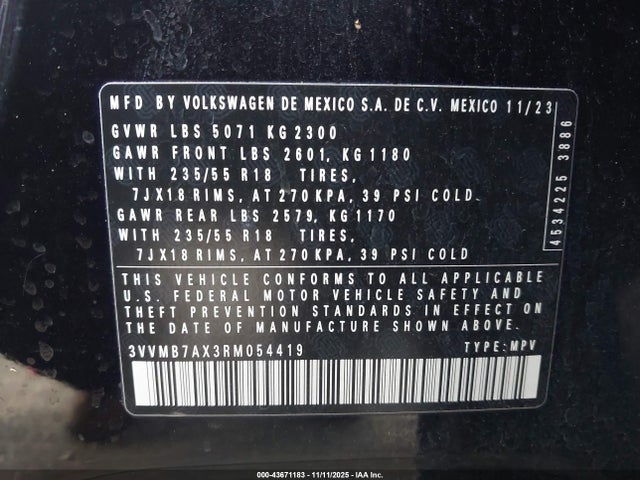 MFD BY VOLKSWAGEN DE MEXICO S.A. DE C.V. MEXICO 11/23
GVWR LBS 5071 KG 2300
GAWR FRONT LBS 2601, KG 1180
WITH 235/55 R18 TIRES,
7JX18 RIMS, AT 270 KPA, 39 PSI COLD.
GAWR REAR LBS 2579, KG 1170
WITH 235/55 R18 TIRES,
7JX18 RIMS, AT 270 KPA, 39 PSI COLD
THIS VEHICLE CONFORMS TO ALL APPLICABLE
U.S. FEDERAL MOTOR VEHICLE SAFETY AND
THEFT PREVENTION STANDARDS IN EFFECT ON
THE DATE OF MANUFACTURE SHOWN ABOVE.
3VVMB7AX3RM054419 TYPE: MPV
4534225 3886
000-43671183 - 11/11/2025 - IAA Inc.